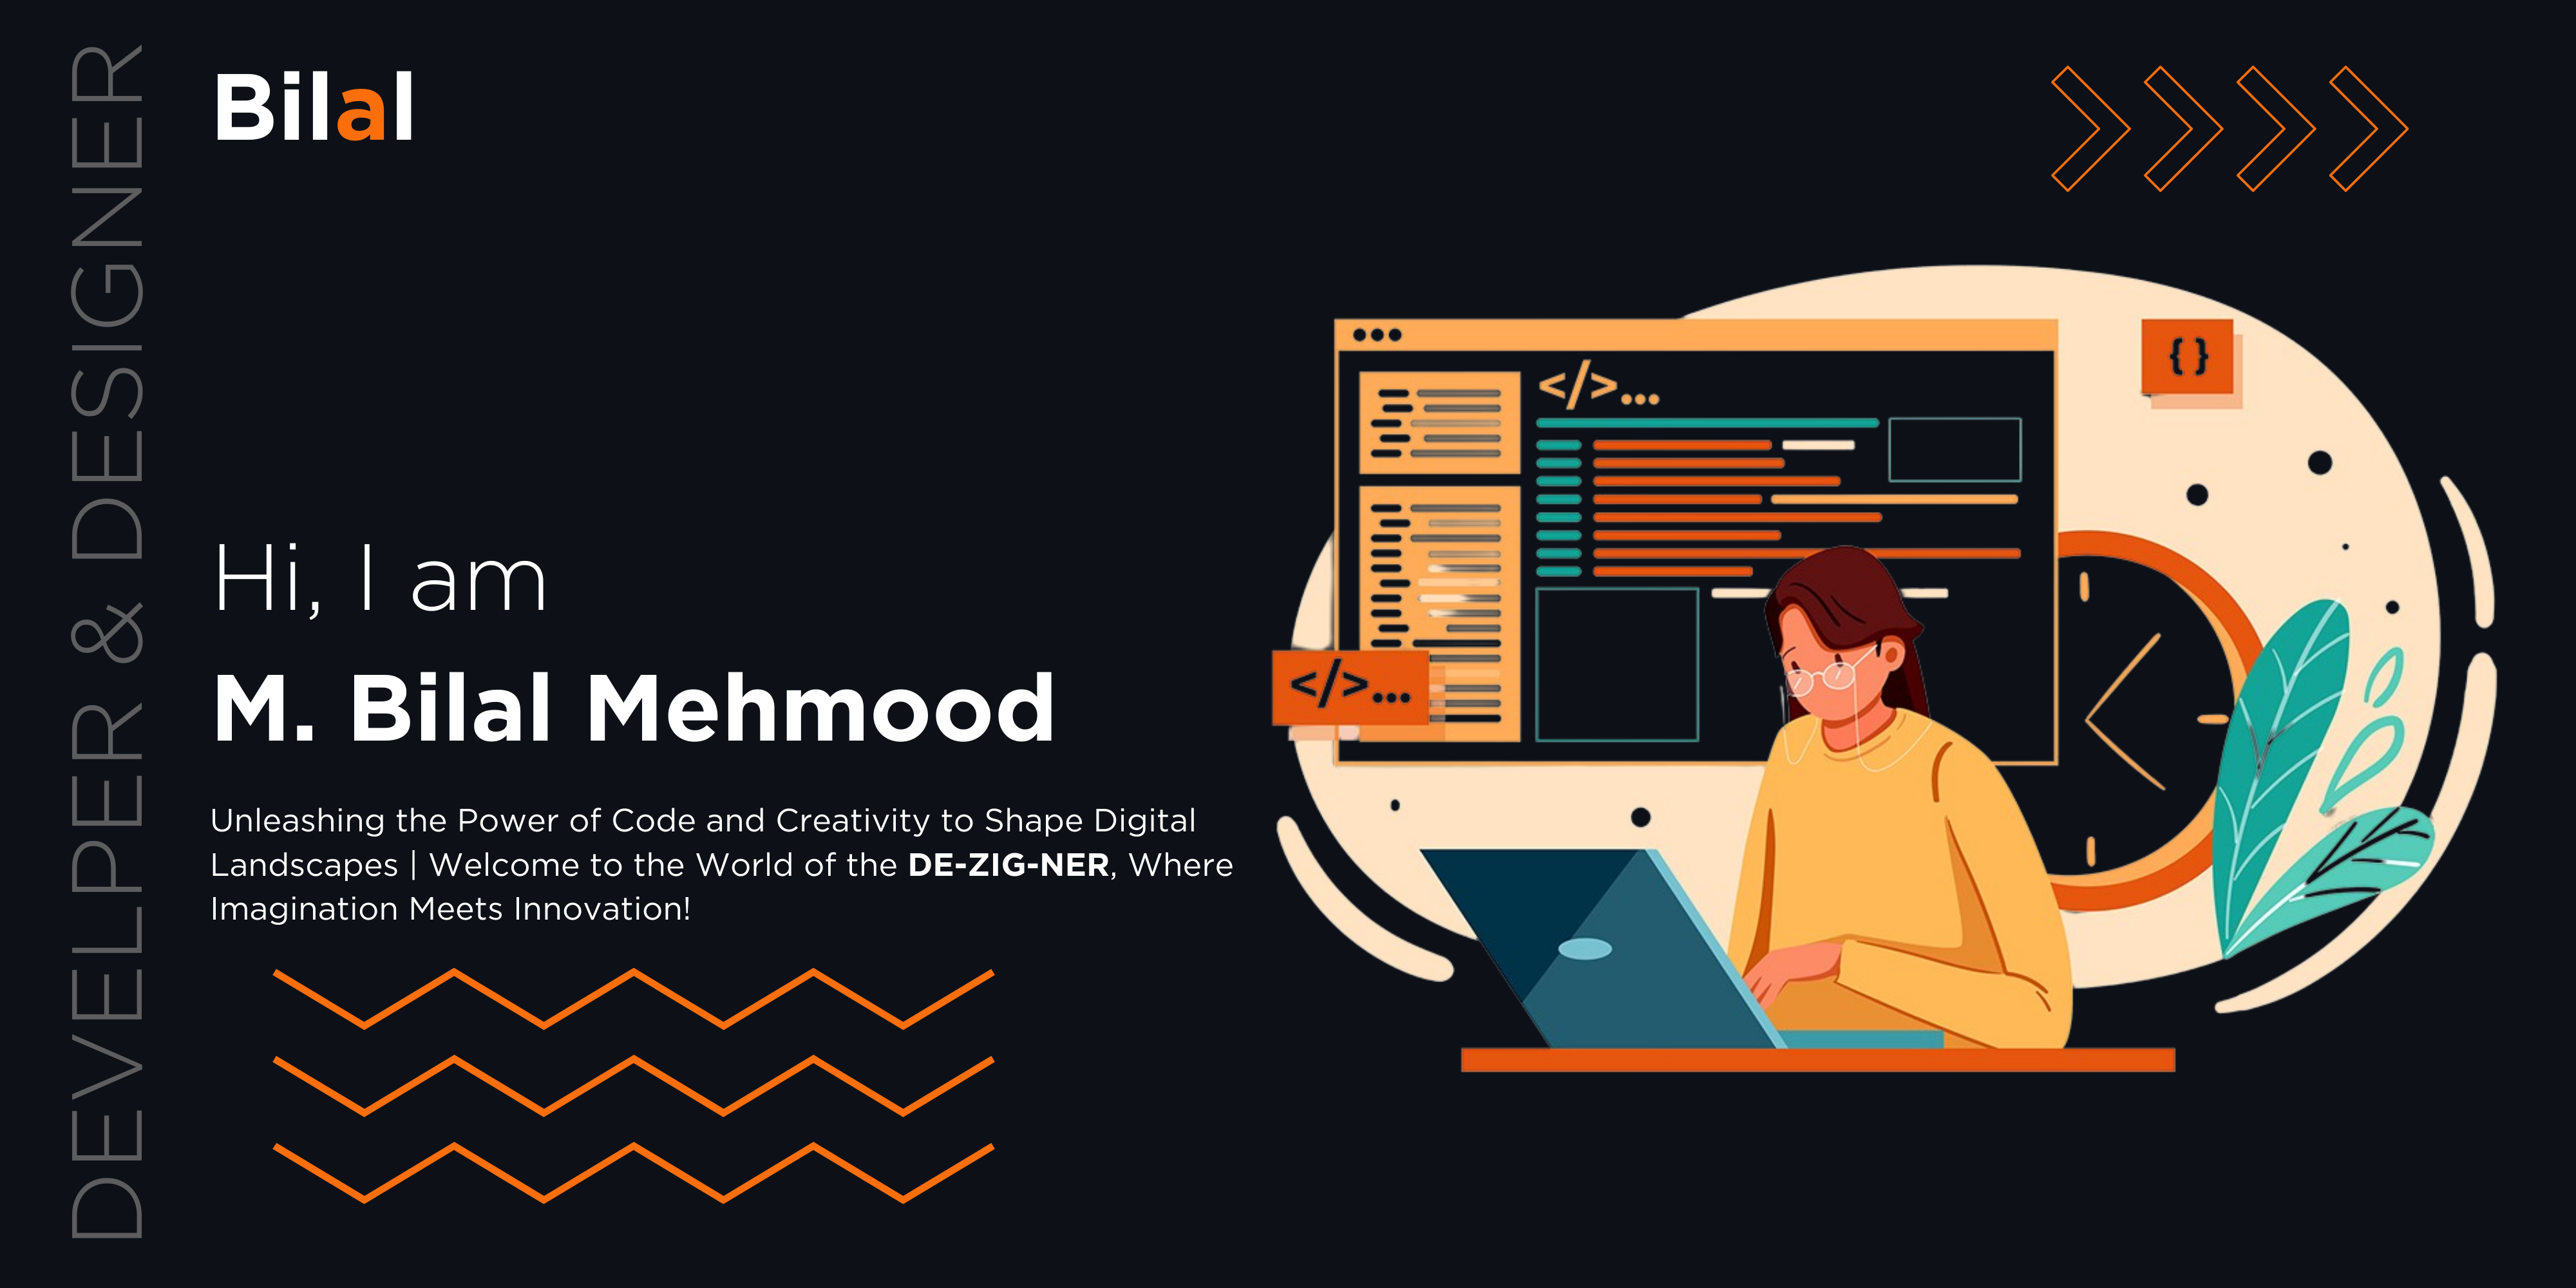 DEVELPER & DESIGNER
Bilal
Hi, I am
M. Bilal Mehmood
Unleashing the Power of Code and Creativity to Shape Digital
Landscapes | Welcome to the World of the DE-ZIG-NER, Where
Imagination Meets Innovation!
</>...
{}
</>...